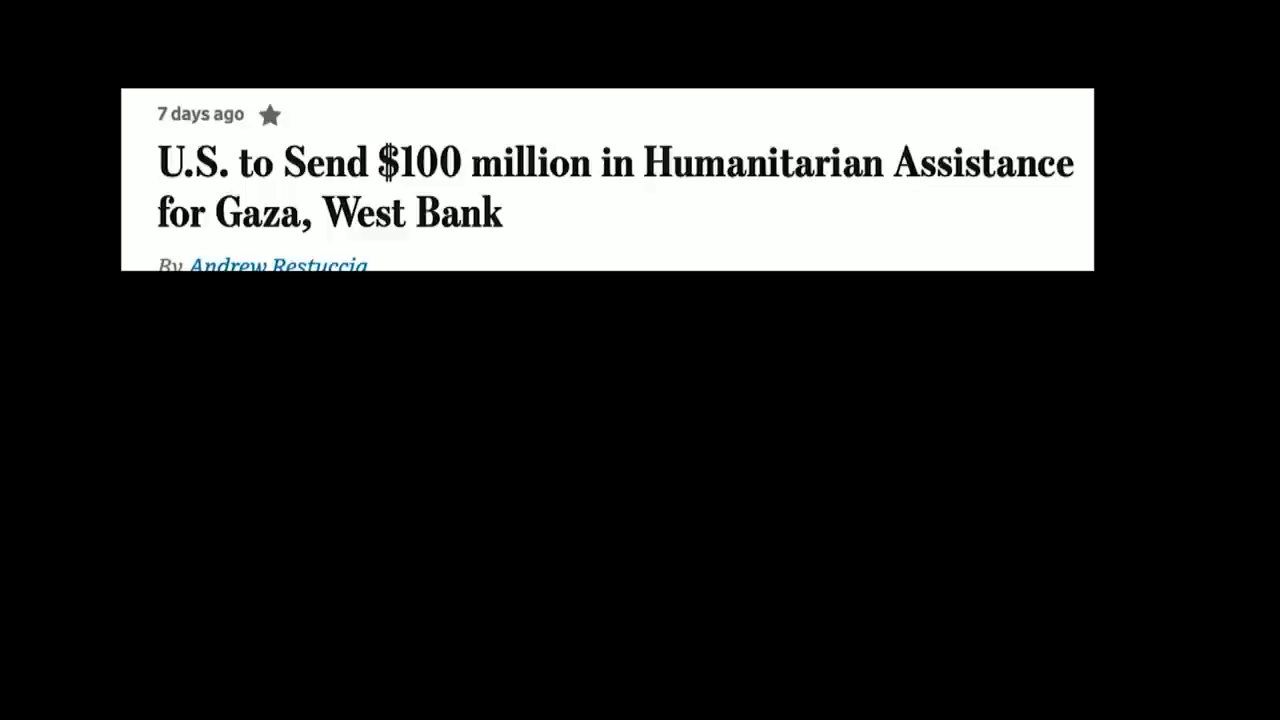 7 days ago
U.S. to Send $100 million in Humanitarian Assistance
for Gaza, West Bank
By Andrew Restuccia